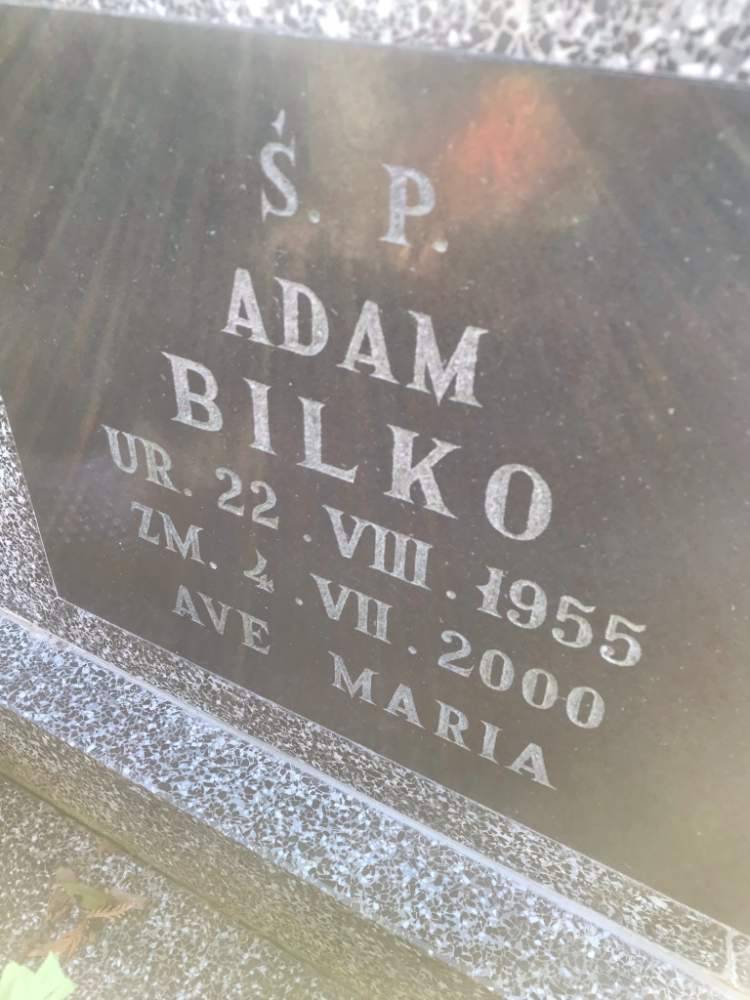 Ś. P.
ADAM
BILKO
UR. 22. VIII. 1955
ZM. 4. VII. 2000
AVE MARIA